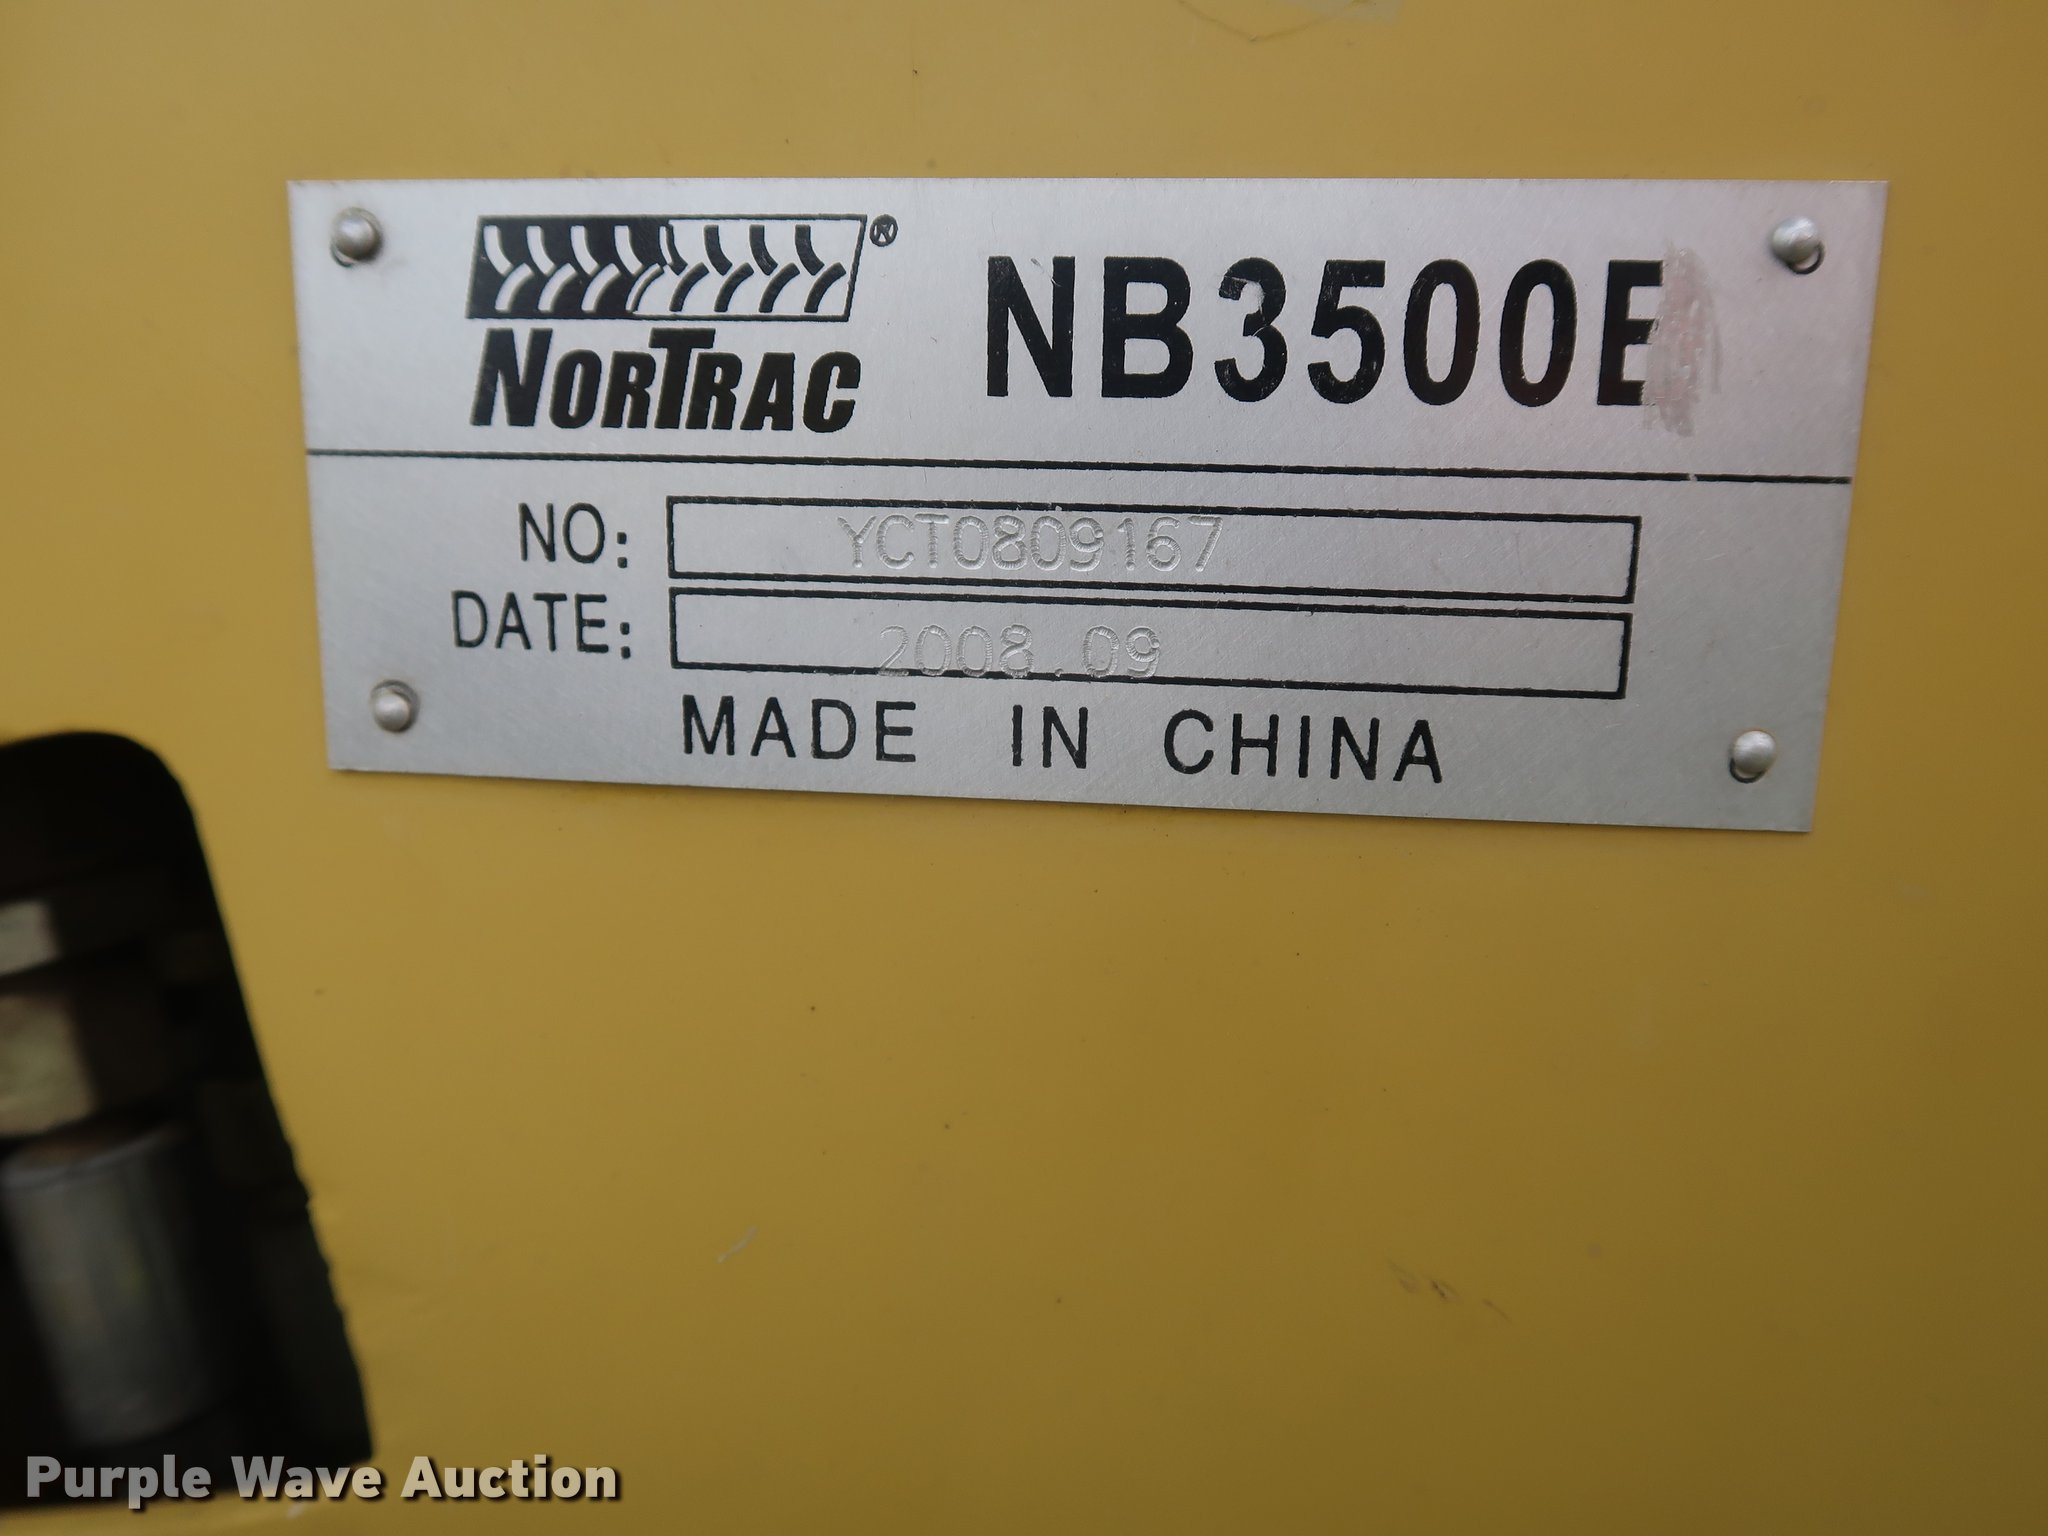 NORTRAC ®
NB3500E
NO: YCT0809167
DATE: 2008.09
MADE IN CHINA
Purple Wave Auction